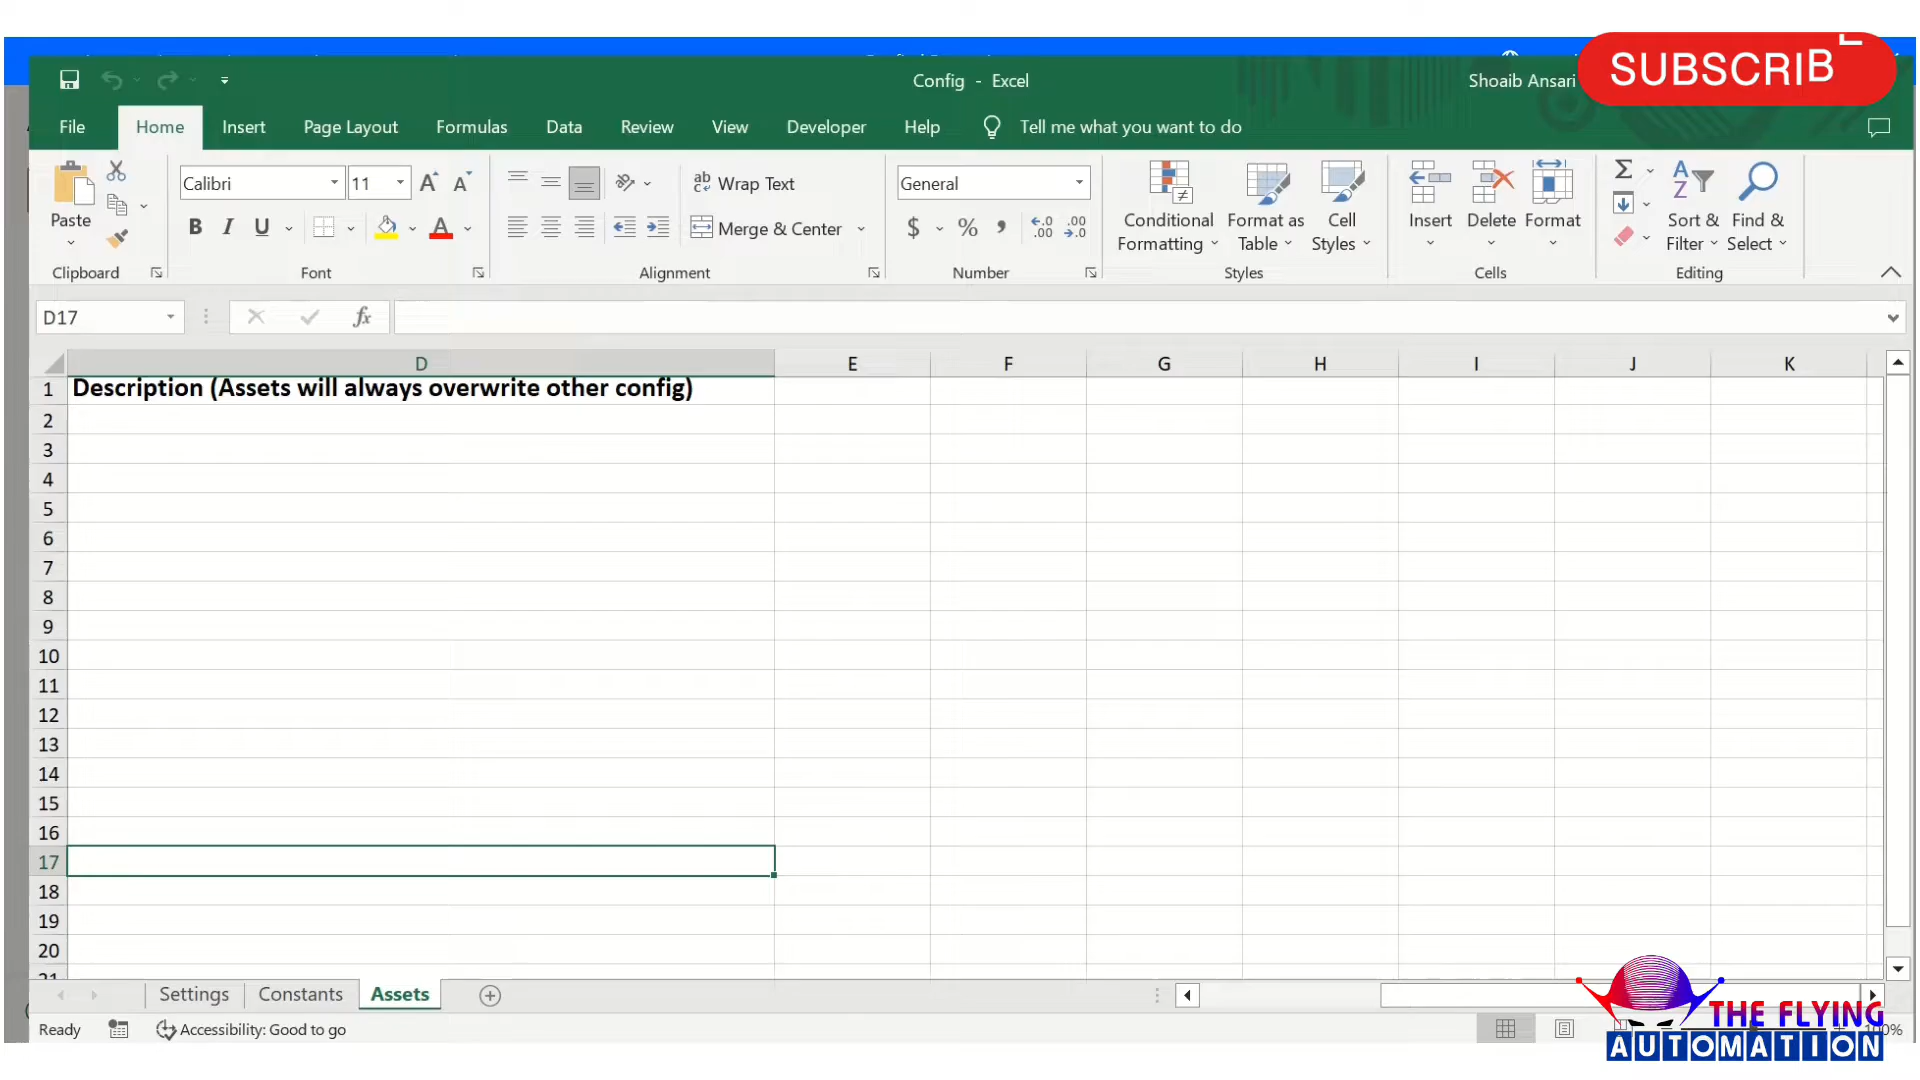 Config - Excel
Shoaib Ansari
SUBSCRIB
File Home Insert Page Layout Formulas Data Review View Developer Help Tell me what you want to do
Paste
Clipboard
Calibri 11
B I U A
Font
ab Wrap Text
Merge & Center
Alignment
General
$ % ,
Number
Conditional Formatting
Format as Table
Cell Styles
Styles
Insert Delete Format
Cells
Sort & Filter
Find & Select
Editing
D17
fx
D E F G H I J K
1 Description (Assets will always overwrite other config)
2
3
4
5
6
7
8
9
10
11
12
13
14
15
16
17
18
19
20
21
Settings Constants Assets
Ready Accessibility: Good to go
100%
THE FLYING
AUTOMATION